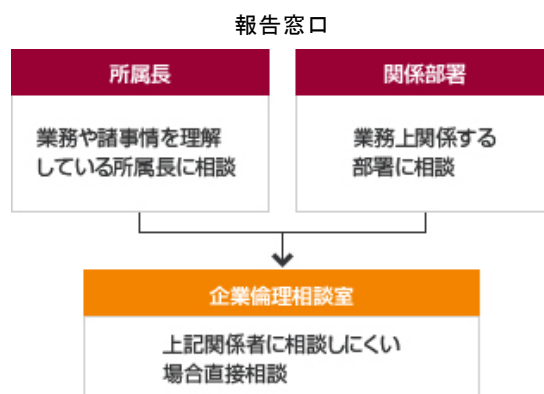 報告窓口
所属長
業務や諸事情を理解
している所属長に相談
関係部署
業務上関係する
部署に相談
企業倫理相談室
上記関係者に相談しにくい
場合直接相談